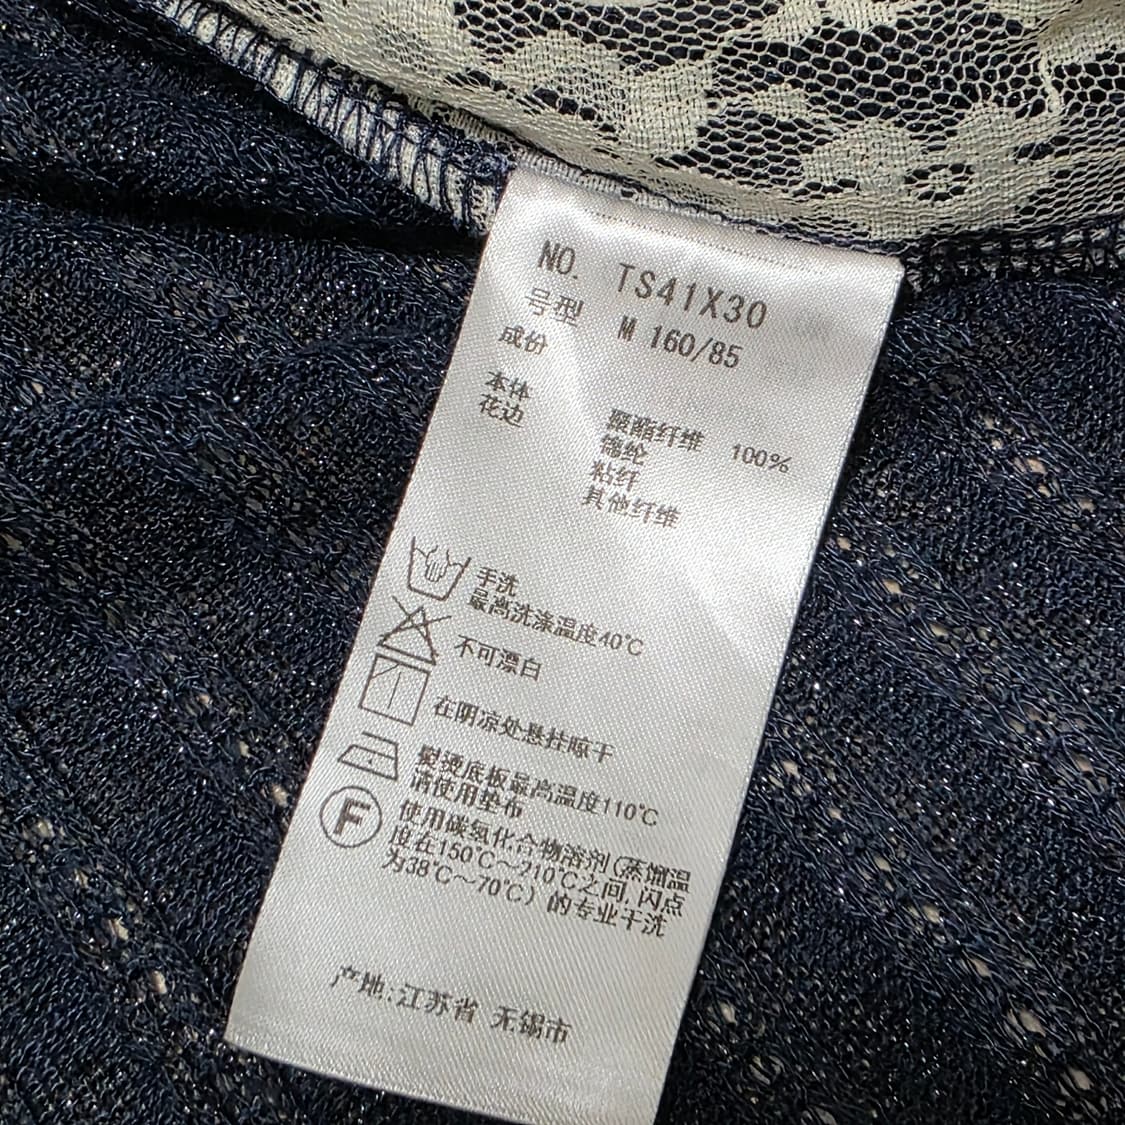 NO. TS41X30
号型 M 160/85
成份
本体 聚酯纤维 100%
花边 锦纶
粘纤
其他纤维
手洗
最高洗涤温度40℃
不可漂白
在阴凉处悬挂晾干
熨烫底板最高温度110℃
请使用垫布
F
使用碳氢化合物溶剂(蒸馏温
度在150℃～210℃之间,闪点
为38℃～70℃)的专业干洗
产地:江苏省 无锡市